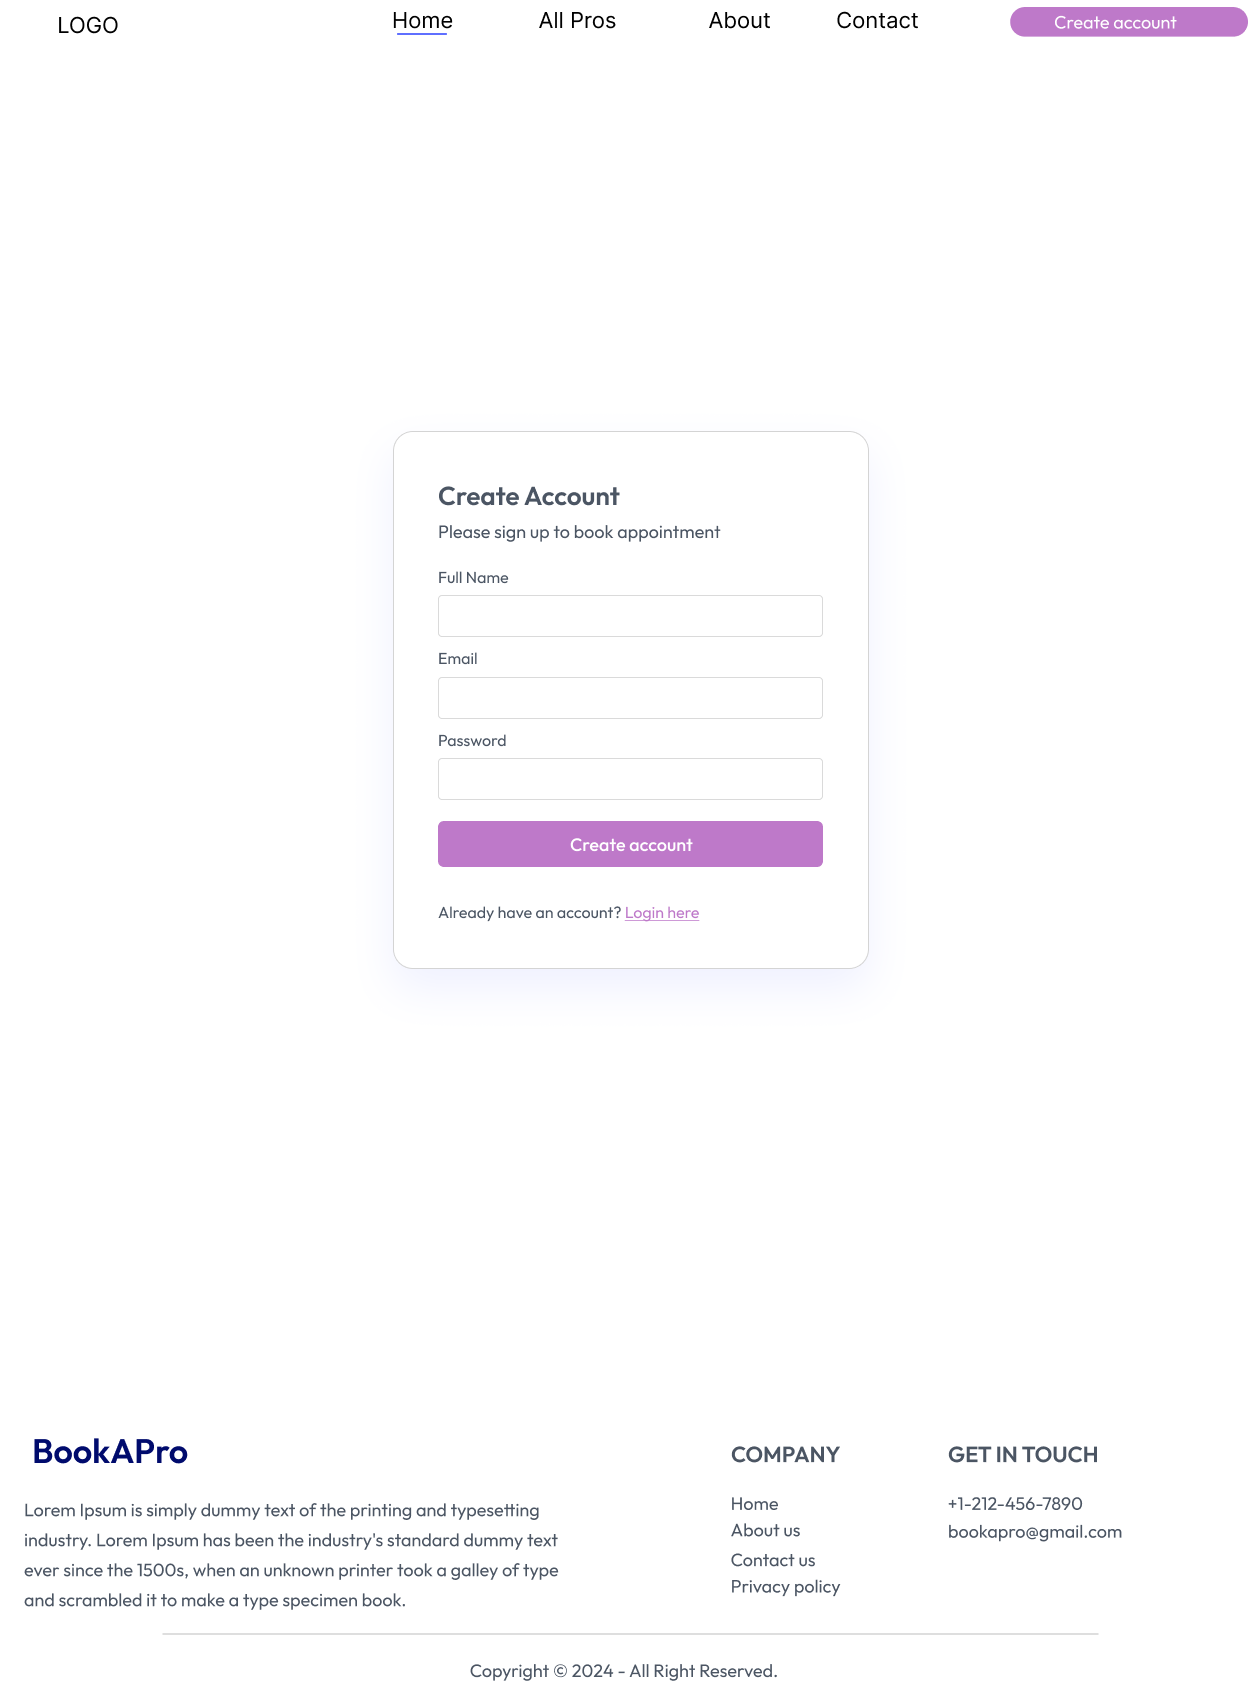 LOGO
Home
All Pros
About
Contact
Create account
Create Account
Please sign up to book appointment
Full Name
Email
Password
Create account
Already have an account? Login here
BookAPro
Lorem Ipsum is simply dummy text of the printing and typesetting
industry. Lorem Ipsum has been the industry's standard dummy text
ever since the 1500s, when an unknown printer took a galley of type
and scrambled it to make a type specimen book.
COMPANY
Home
About us
Contact us
Privacy policy
GET IN TOUCH
+1-212-456-7890
bookapro@gmail.com
Copyright © 2024 - All Right Reserved.